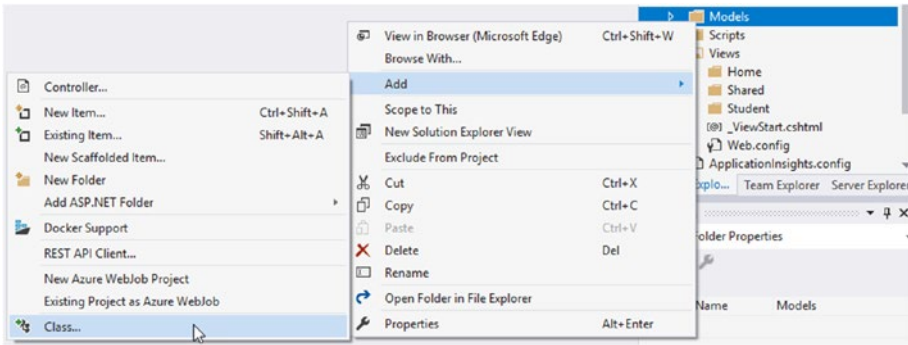 Models
Scripts
Views
Home
Shared
Student
_ViewStart.cshtml
Web.config
ApplicationInsights.config
Team Explorer Server Explorer
older Properties
Name Models
View in Browser (Microsoft Edge) Ctrl+Shift+W
Browse With...
Add
Scope to This
New Solution Explorer View
Exclude From Project
Cut Ctrl+X
Copy Ctrl+C
Paste Ctrl+V
Delete Del
Rename
Open Folder in File Explorer
Properties Alt+Enter
Controller...
New Item... Ctrl+Shift+A
Existing Item... Shift+Alt+A
New Scaffolded Item...
New Folder
Add ASP.NET Folder
Docker Support
REST API Client...
New Azure WebJob Project
Existing Project as Azure WebJob
Class...